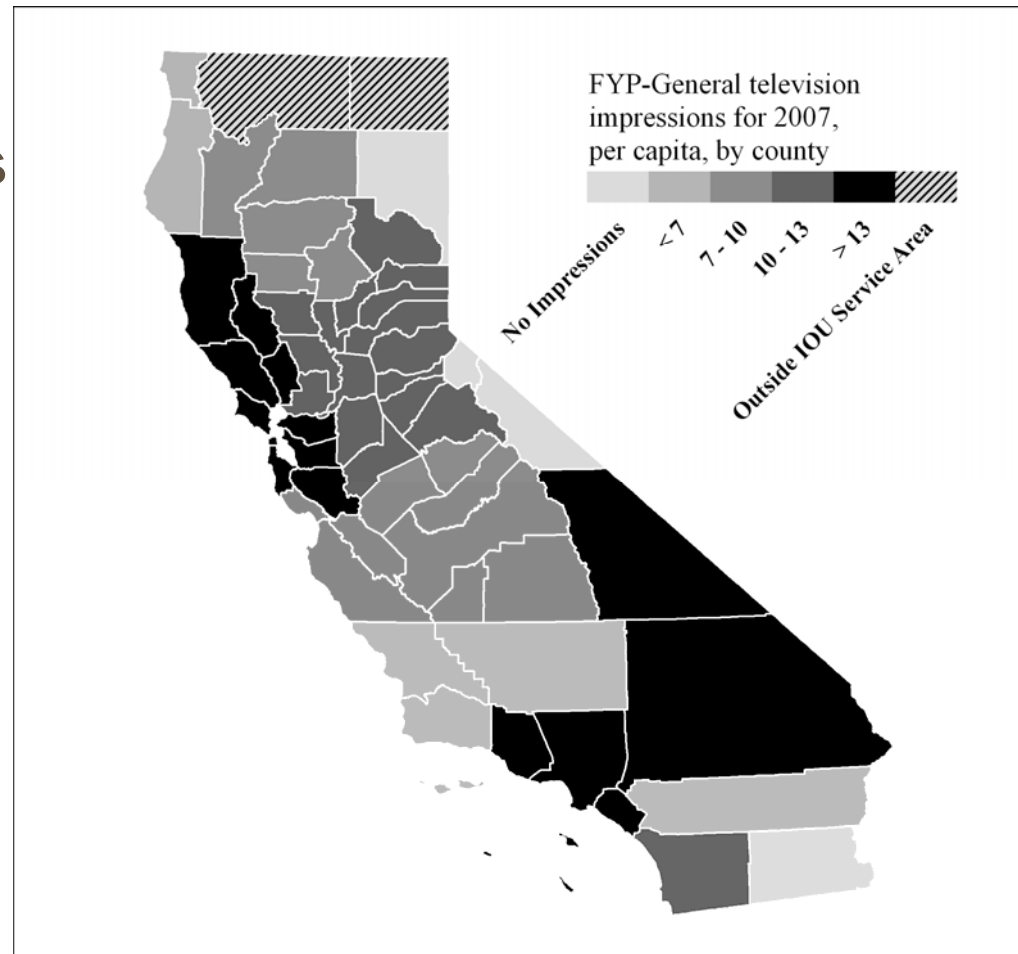 s
FYP-General television
impressions for 2007,
per capita, by county
No Impressions
< 7
7 - 10
10 - 13
> 13
Outside IOU Service Area